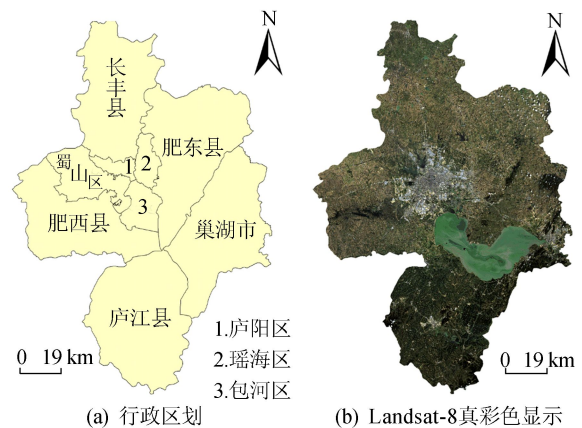 N
N
长丰县
肥东县
蜀山区
1
2
3
肥西县
巢湖市
庐江县
1.庐阳区
2.瑶海区
3.包河区
0 19 km
0 19 km
(a) 行政区划
(b) Landsat-8真彩色显示